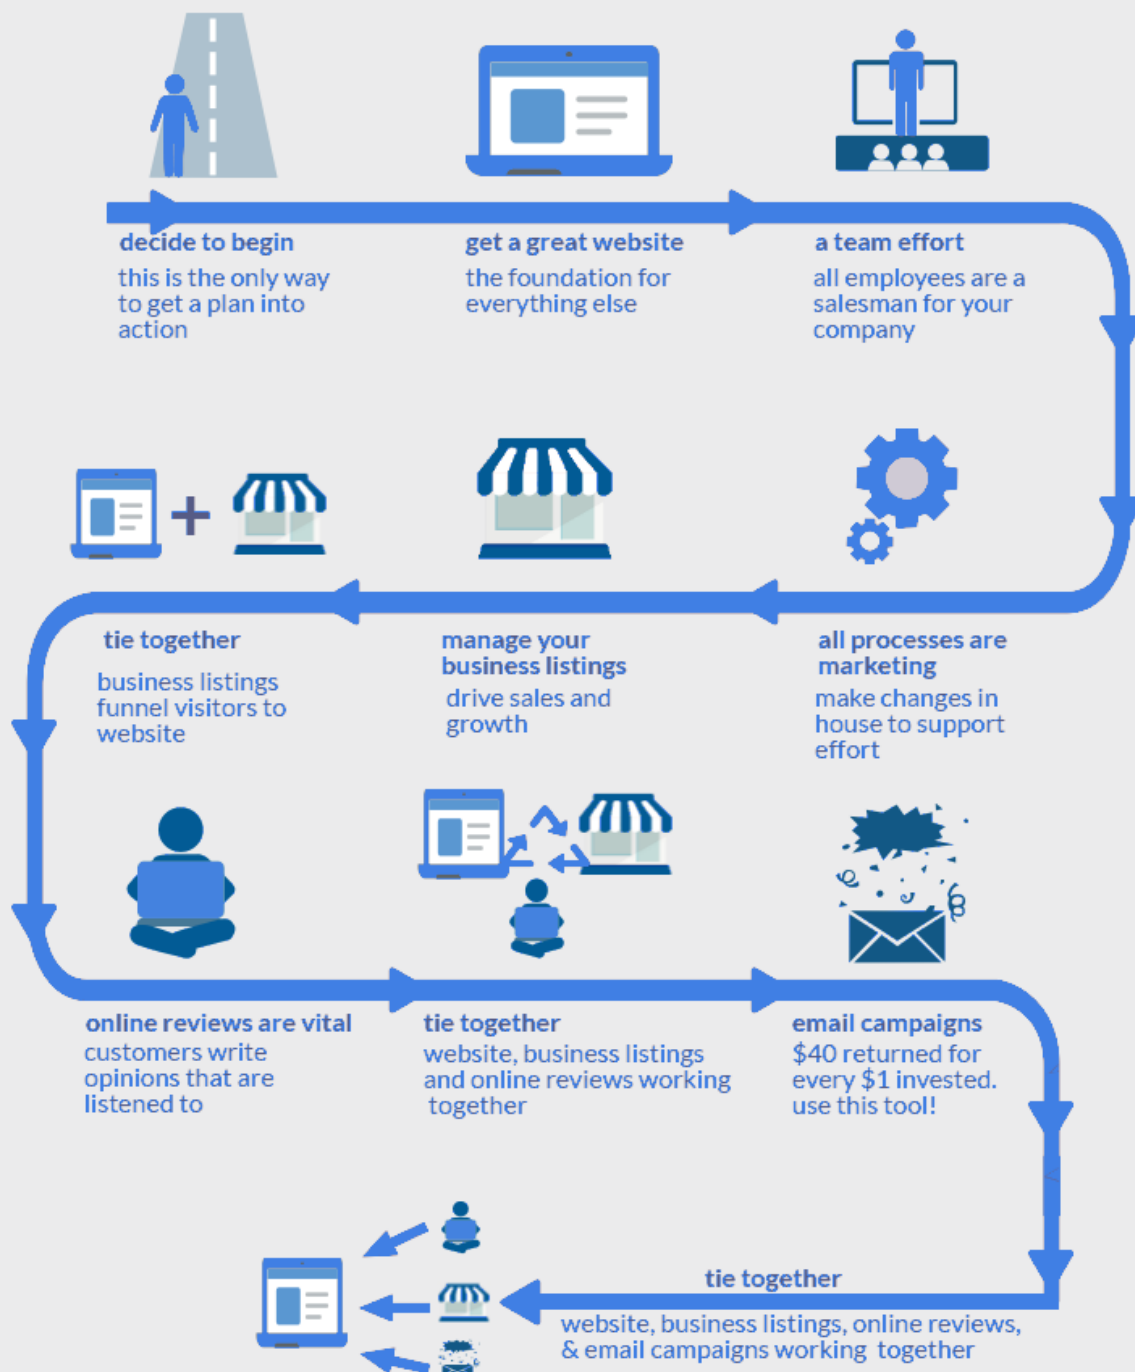 decide to begin
this is the only way
to get a plan into
action
get a great website
the foundation for
everything else
a team effort
all employees are a
salesman for your
company
all processes are
marketing
make changes in
house to support
effort
manage your
business listings
drive sales and
growth
tie together
business listings
funnel visitors to
website
online reviews are vital
customers write
opinions that are
listened to
tie together
website, business listings
and online reviews working
together
email campaigns
$40 returned for
every $1 invested.
use this tool!
tie together
website, business listings, online reviews,
& email campaigns working together